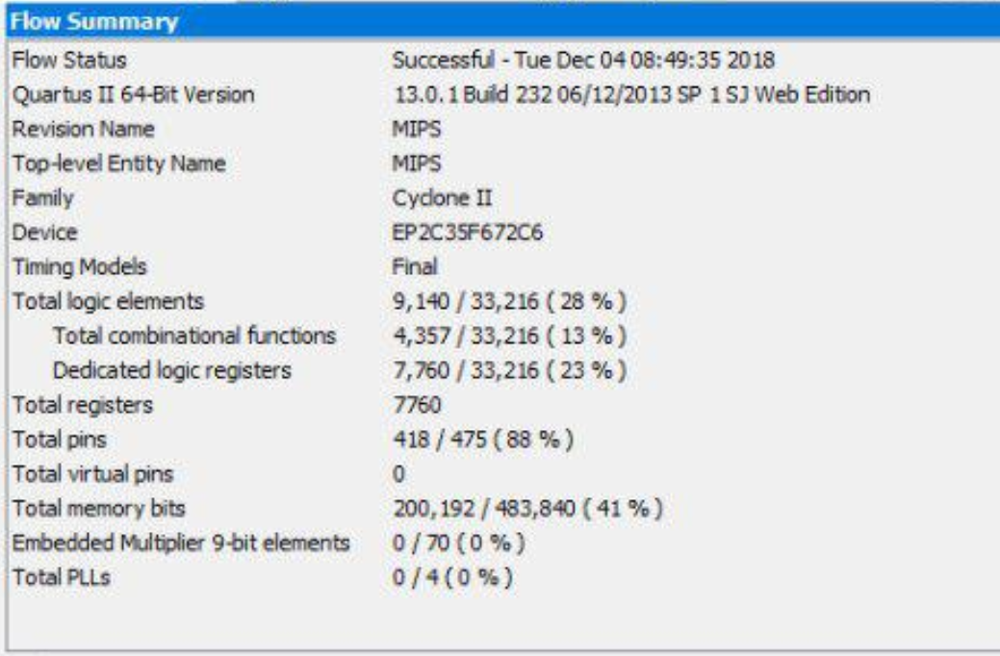 Flow Summary
Flow Status Successful - Tue Dec 04 08:49:35 2018
Quartus II 64-Bit Version 13.0.1 Build 232 06/12/2013 SP 1 SJ Web Edition
Revision Name MIPS
Top-level Entity Name MIPS
Family Cyclone II
Device EP2C35F672C6
Timing Models Final
Total logic elements 9,140 / 33,216 ( 28 % )
Total combinational functions 4,357 / 33,216 ( 13 % )
Dedicated logic registers 7,760 / 33,216 ( 23 % )
Total registers 7760
Total pins 418 / 475 ( 88 % )
Total virtual pins 0
Total memory bits 200,192 / 483,840 ( 41 % )
Embedded Multiplier 9-bit elements 0 / 70 ( 0 % )
Total PLLs 0 / 4 ( 0 % )